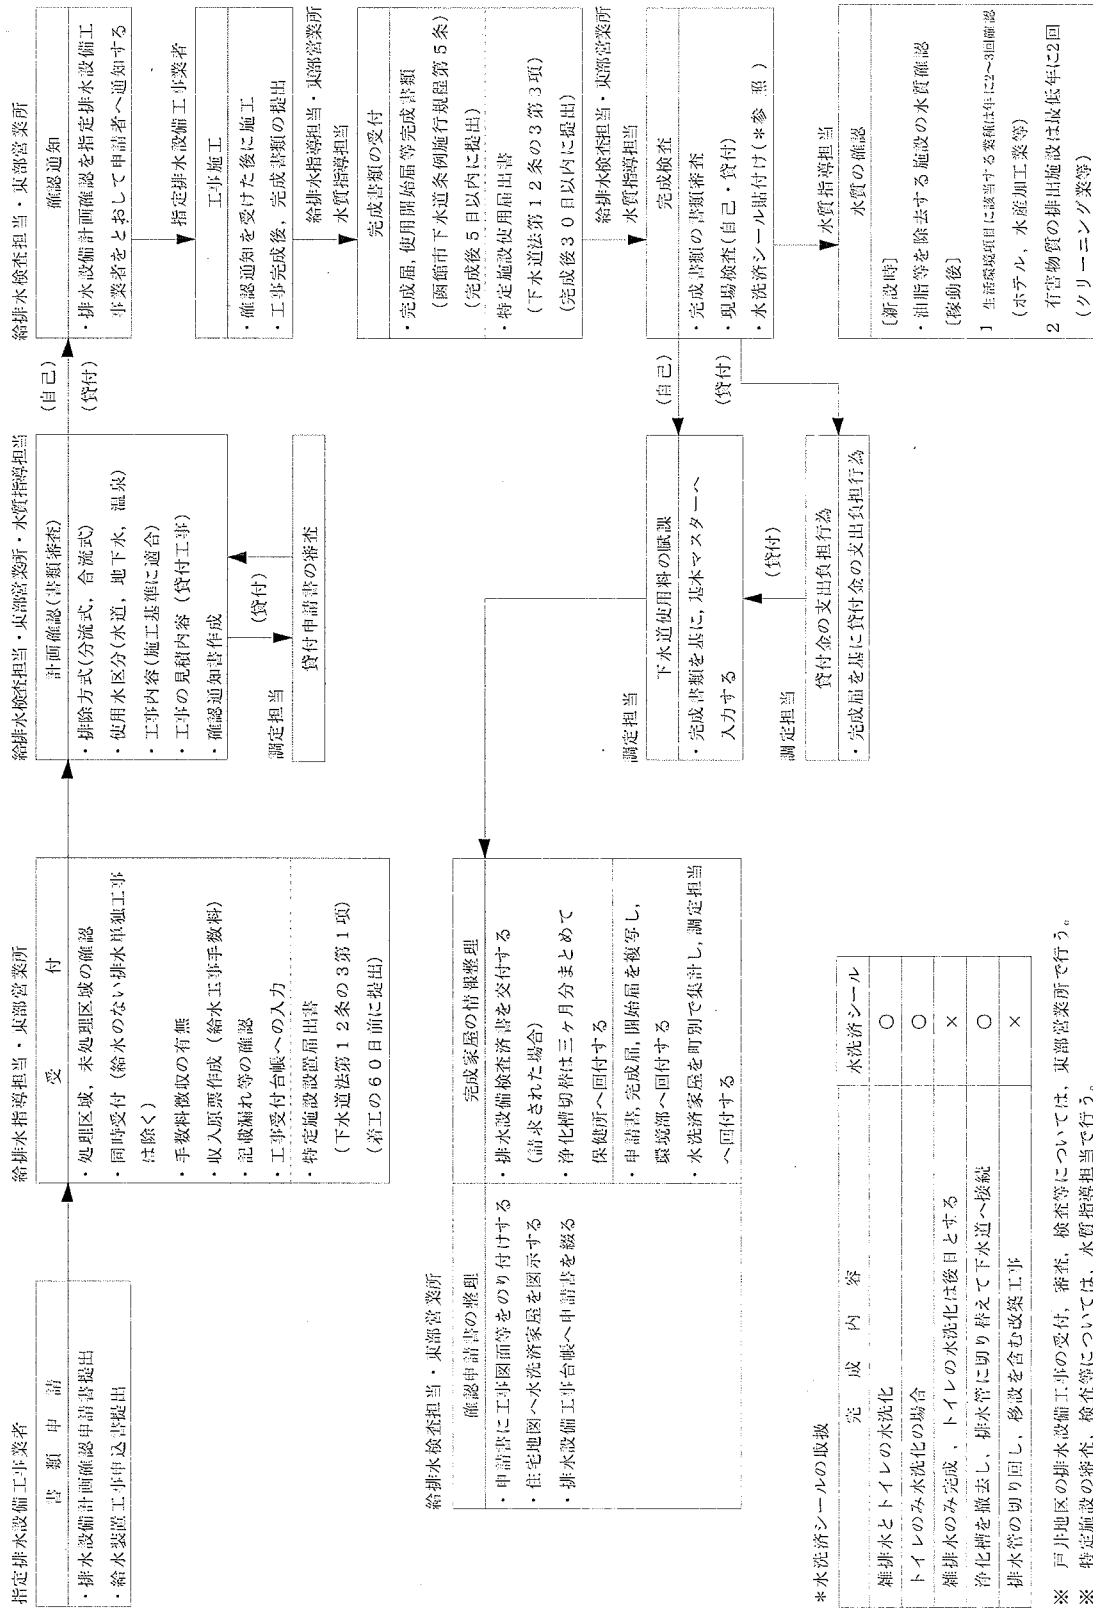 指定排水設備工事業者
書類申請
・排水設備計画確認申請書提出
・給水装置工事申込書提出
給排水指導担当・東部営業所
受付
・処理区域，未処理区域の確認
・同時受付（給水のない排水単独工事
は除く）
・手数料徴収の有無
・収入原票作成（給水工事手数料）
・記載漏れ等の確認
・工事受付台帳への入力
・特定施設設置届出書
（下水道法第１２条の３第１項）
（着工の６０日前に提出）
給排水検査担当・東部営業所・水質指導担当
計画確認（書類審査）
・排除方式（分流式，合流式）
・使用水区分（水道，地下水，温泉）
・工事内容（施工基準に適合）
・工事の見積内容（貸付工事）
・確認通知書作成
（貸付）
調定担当
貸付申請書の審査
（自己）
（貸付）
給排水検査担当・東部営業所
確認通知
・排水設備計画確認を指定排水設備工
事業者をとおして申請者へ通知する
指定排水設備工事業者
工事施工
・確認通知を受けた後に施工
・工事完成後，完成書類の提出
給排水指導担当・東部営業所
水質指導担当
完成書類の受付
・完成届，使用開始届等完成書類
（函館市下水道条例施行規程第５条）
（完成後５日以内に提出）
・特定施設使用届出書
（下水道法第１２条の３第３項）
（完成後３０日以内に提出）
給排水検査担当・東部営業所
水質指導担当
完成検査
・完成書類の審査
・現場検査（自己・貸付）
・水洗済シール貼付け（＊参照）
（自己）
（貸付）
水質指導担当
水質の確認
［新設時］
・油脂等を除去する施設の水質確認
［稼動後］
1 生活環境項目に該当する業種は年に2～3回確認
（ホテル，水産加工業等）
2 有害物質の排出施設は最低年に2回
（クリーニング業等）
調定担当
下水道使用料の賦課
・完成書類を基に，基本マスターへ
入力する
（貸付）
調定担当
貸付金の支出負担行為
・完成届を基に貸付金の支出負担行為
給排水検査担当・東部営業所
確認申請書の整理
・申請書に工事図面等をのり付けする
・住宅地図へ水洗済家屋を図示する
・排水設備工事台帳へ申請書を綴る
完成家屋の情報整理
・排水設備検査済書を交付する
（請求された場合）
・浄化槽切替は三ヶ月分まとめて
保健所へ回付する
・申請書，完成届，開始届を複写し，
環境部へ回付する
・水洗済家屋を町別で集計し，調定担当
へ回付する
＊水洗済シールの取扱
完成内容 水洗済シール
雑排水とトイレの水洗化 ○
トイレのみ水洗化の場合 ○
雑排水のみ完成、トイレの水洗化は後日とする ×
浄化槽を撤去し、排水管に切り替えて下水道へ接続 ○
排水管の切り回し，移設を含む改築工事 ×
※ 戸井地区の排水設備工事の受付，審査，検査等については，東部営業所で行う。
※ 特定施設の審査，検査等については，水質指導担当で行う。